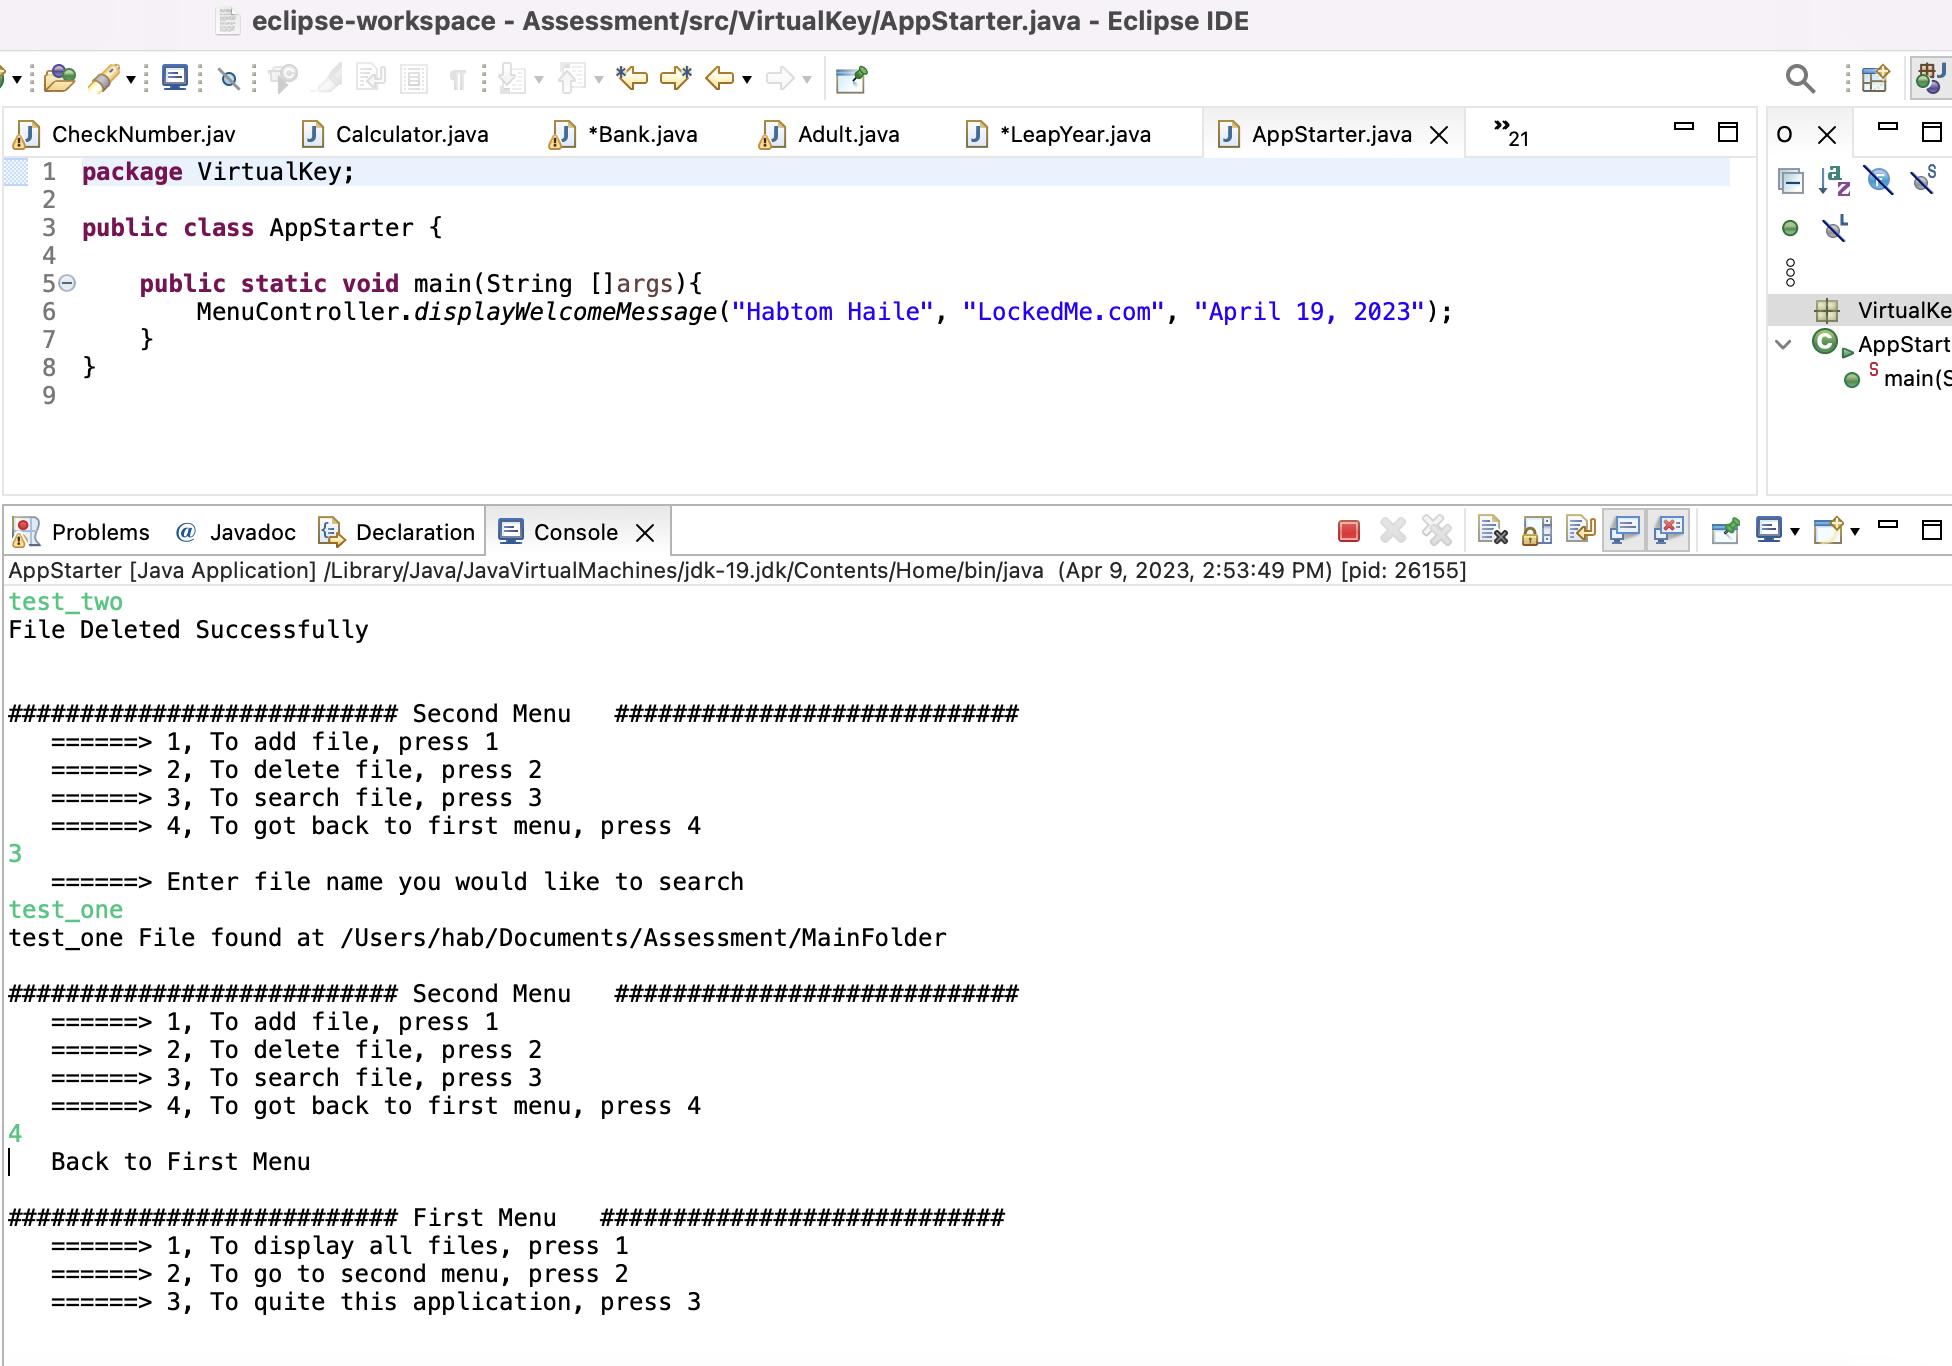 eclipse-workspace - Assessment/src/VirtualKey/AppStarter.java - Eclipse IDE
CheckNumber.jav
Calculator.java
*Bank.java
Adult.java
*LeapYear.java
AppStarter.java
»21
O
1 package VirtualKey;
2
3 public class AppStarter {
4
5     public static void main(String []args){
6         MenuController.displayWelcomeMessage("Habtom Haile", "LockedMe.com", "April 19, 2023");
7     }
8 }
9
VirtualKe
AppStart
main(S
Problems
@ Javadoc
Declaration
Console
AppStarter [Java Application] /Library/Java/JavaVirtualMachines/jdk-19.jdk/Contents/Home/bin/java  (Apr 9, 2023, 2:53:49 PM) [pid: 26155]
test_two
File Deleted Successfully
########################### Second Menu   ############################
   ======> 1, To add file, press 1
   ======> 2, To delete file, press 2
   ======> 3, To search file, press 3
   ======> 4, To got back to first menu, press 4
3
   ======> Enter file name you would like to search
test_one
test_one File found at /Users/hab/Documents/Assessment/MainFolder
########################### Second Menu   ############################
   ======> 1, To add file, press 1
   ======> 2, To delete file, press 2
   ======> 3, To search file, press 3
   ======> 4, To got back to first menu, press 4
4
   Back to First Menu
########################### First Menu   ############################
   ======> 1, To display all files, press 1
   ======> 2, To go to second menu, press 2
   ======> 3, To quite this application, press 3